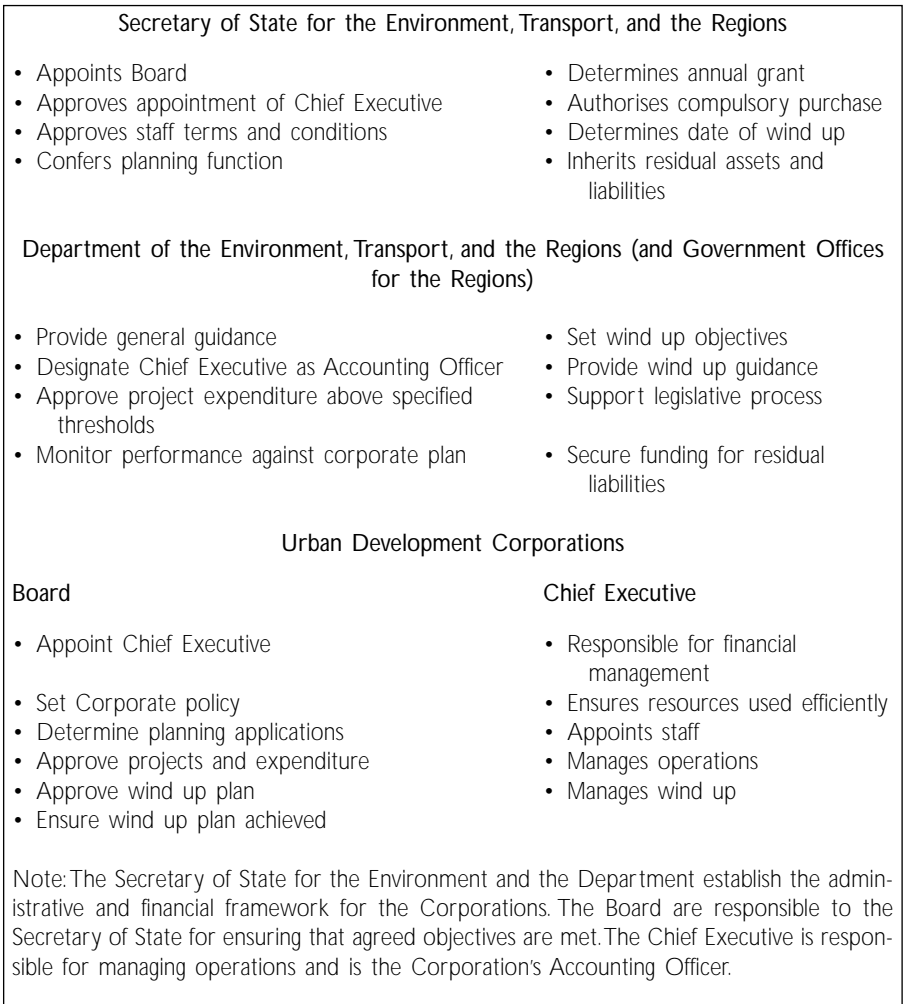 Secretary of State for the Environment, Transport, and the Regions
• Appoints Board
• Approves appointment of Chief Executive
• Approves staff terms and conditions
• Confers planning function
• Determines annual grant
• Authorises compulsory purchase
• Determines date of wind up
• Inherits residual assets and
liabilities
Department of the Environment, Transport, and the Regions (and Government Offices
for the Regions)
• Provide general guidance
• Designate Chief Executive as Accounting Officer
• Approve project expenditure above specified
thresholds
• Monitor performance against corporate plan
• Set wind up objectives
• Provide wind up guidance
• Support legislative process
• Secure funding for residual
liabilities
Urban Development Corporations
Board
• Appoint Chief Executive
• Set Corporate policy
• Determine planning applications
• Approve projects and expenditure
• Approve wind up plan
• Ensure wind up plan achieved
Chief Executive
• Responsible for financial
management
• Ensures resources used efficiently
• Appoints staff
• Manages operations
• Manages wind up
Note: The Secretary of State for the Environment and the Department establish the admin-
istrative and financial framework for the Corporations. The Board are responsible to the
Secretary of State for ensuring that agreed objectives are met. The Chief Executive is respon-
sible for managing operations and is the Corporation's Accounting Officer.